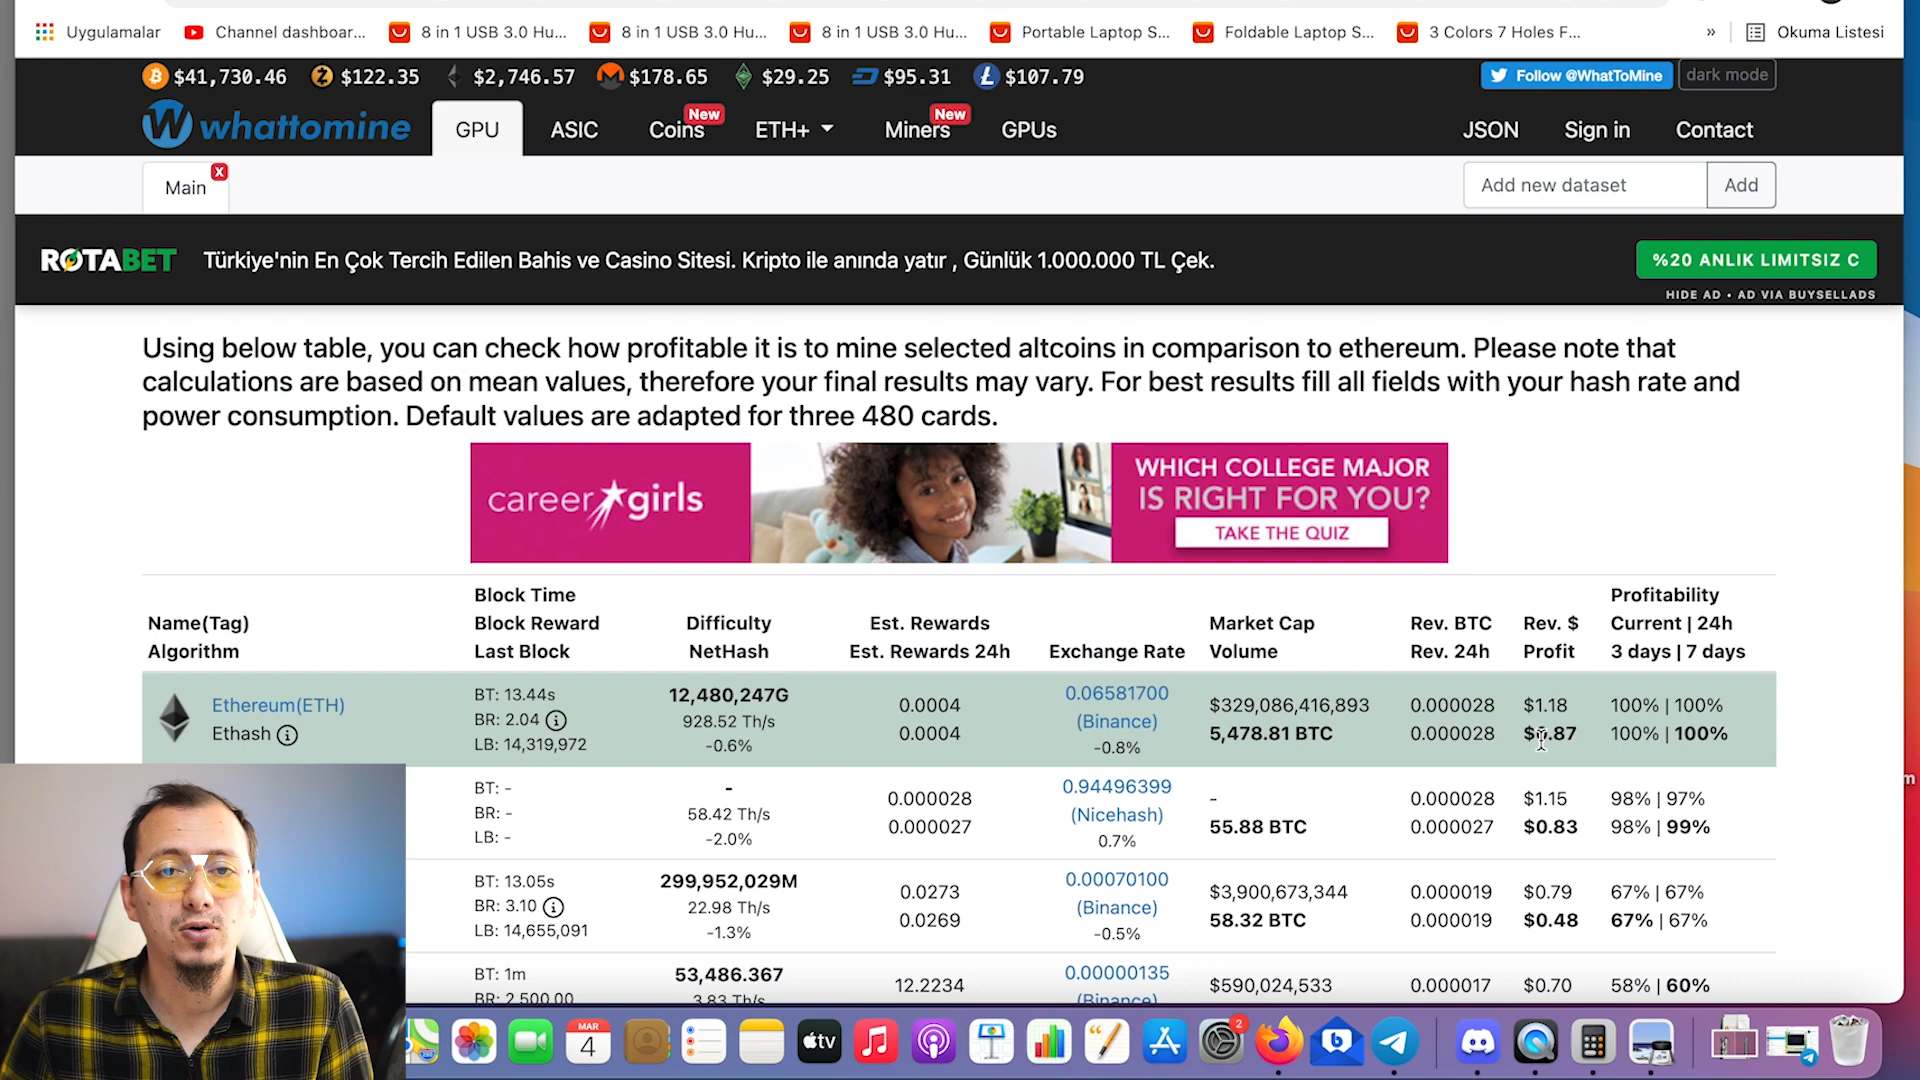 Uygulamalar
Channel dashboar...
8 in 1 USB 3.0 Hu...
8 in 1 USB 3.0 Hu...
8 in 1 USB 3.0 Hu...
Portable Laptop S...
Foldable Laptop S...
3 Colors 7 Holes F...
»
Okuma Listesi
$41,730.46
$122.35
$2,746.57
$178.65
$29.25
$95.31
$107.79
Follow @WhatToMine
dark mode
whattomine
GPU
ASIC
Coins
New
ETH+
Miners
New
GPUs
JSON
Sign in
Contact
Main
X
Add new dataset
Add
ROTABET
Türkiye'nin En Çok Tercih Edilen Bahis ve Casino Sitesi. Kripto ile anında yatır , Günlük 1.000.000 TL Çek.
%20 ANLIK LIMITSIZ C
HIDE AD • AD VIA BUYSELLADS
Using below table, you can check how profitable it is to mine selected altcoins in comparison to ethereum. Please note that
calculations are based on mean values, therefore your final results may vary. For best results fill all fields with your hash rate and
power consumption. Default values are adapted for three 480 cards.
career girls
WHICH COLLEGE MAJOR
IS RIGHT FOR YOU?
TAKE THE QUIZ
Name(Tag)
Algorithm
Block Time
Block Reward
Last Block
Difficulty
NetHash
Est. Rewards
Est. Rewards 24h
Exchange Rate
Market Cap
Volume
Rev. BTC
Rev. 24h
Rev. $
Profit
Profitability
Current | 24h
3 days | 7 days
Ethereum(ETH)
Ethash
BT: 13.44s
BR: 2.04
LB: 14,319,972
12,480,247G
928.52 Th/s
-0.6%
0.0004
0.0004
0.06581700
(Binance)
-0.8%
$329,086,416,893
5,478.81 BTC
0.000028
0.000028
$1.18
$0.87
100% | 100%
100% | 100%
BT: -
BR: -
LB: -
-
58.42 Th/s
-2.0%
0.000028
0.000027
0.94496399
(Nicehash)
0.7%
-
55.88 BTC
0.000028
0.000027
$1.15
$0.83
98% | 97%
98% | 99%
BT: 13.05s
BR: 3.10
LB: 14,655,091
299,952,029M
22.98 Th/s
-1.3%
0.0273
0.0269
0.00070100
(Binance)
-0.5%
$3,900,673,344
58.32 BTC
0.000019
0.000019
$0.79
$0.48
67% | 67%
67% | 67%
BT: 1m
BR: 2,500.00
53,486.367
3.83 Th/s
12.2234
0.00000135
(Binance)
$590,024,533
0.000017
$0.70
58% | 60%
MAR
4
tv
2